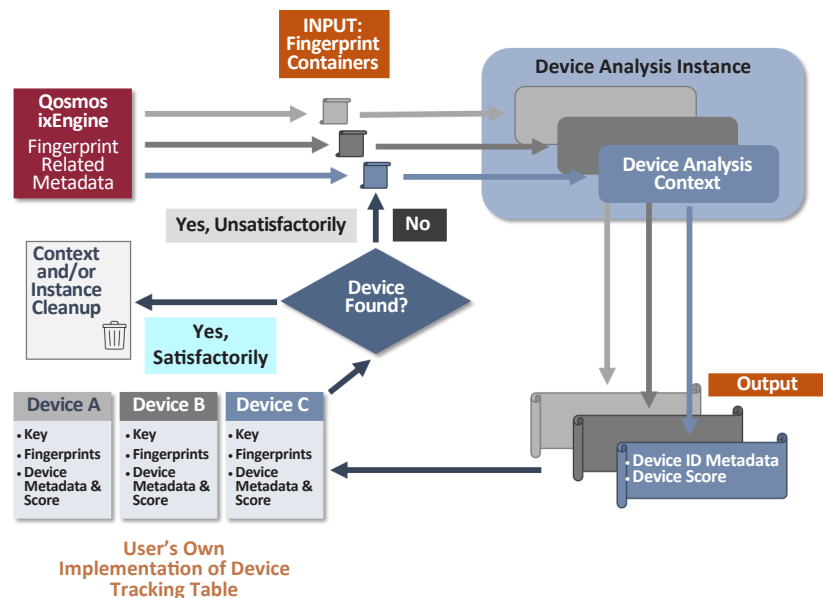 INPUT:
Fingerprint
Containers
Device Analysis Instance
Qosmos
ixEngine
Fingerprint
Related
Metadata
Device Analysis
Context
Yes, Unsatisfactorily
No
Context
and/or
Instance
Cleanup
Device
Found?
Yes,
Satisfactorily
Output
Device A
• Key
• Fingerprints
• Device
Metadata &
Score
Device B
• Key
• Fingerprints
• Device
Metadata &
Score
Device C
• Key
• Fingerprints
• Device
Metadata &
Score
• Device ID Metadata
• Device Score
User's Own
Implementation of Device
Tracking Table